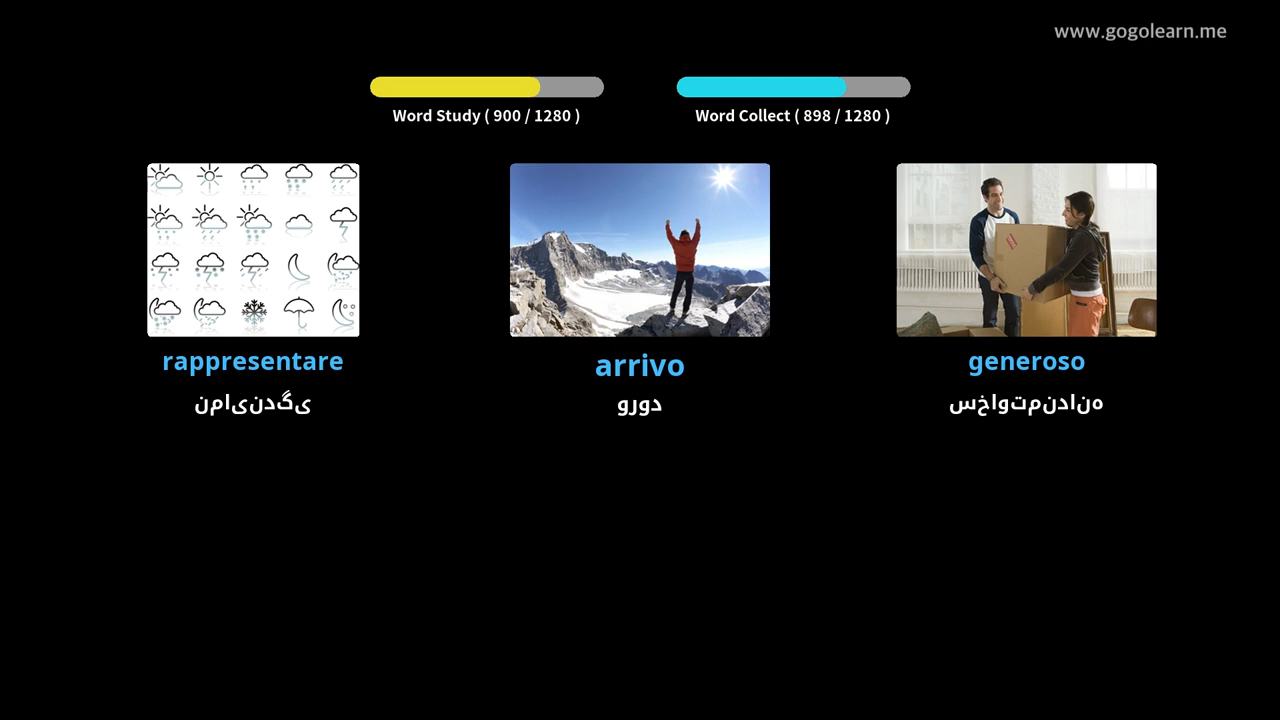 www.gogolearn.me
Word Study ( 900 / 1280 )
Word Collect ( 898 / 1280 )
rappresentare
نمایندگی
arrivo
ورود
generoso
سخاوتمندانه